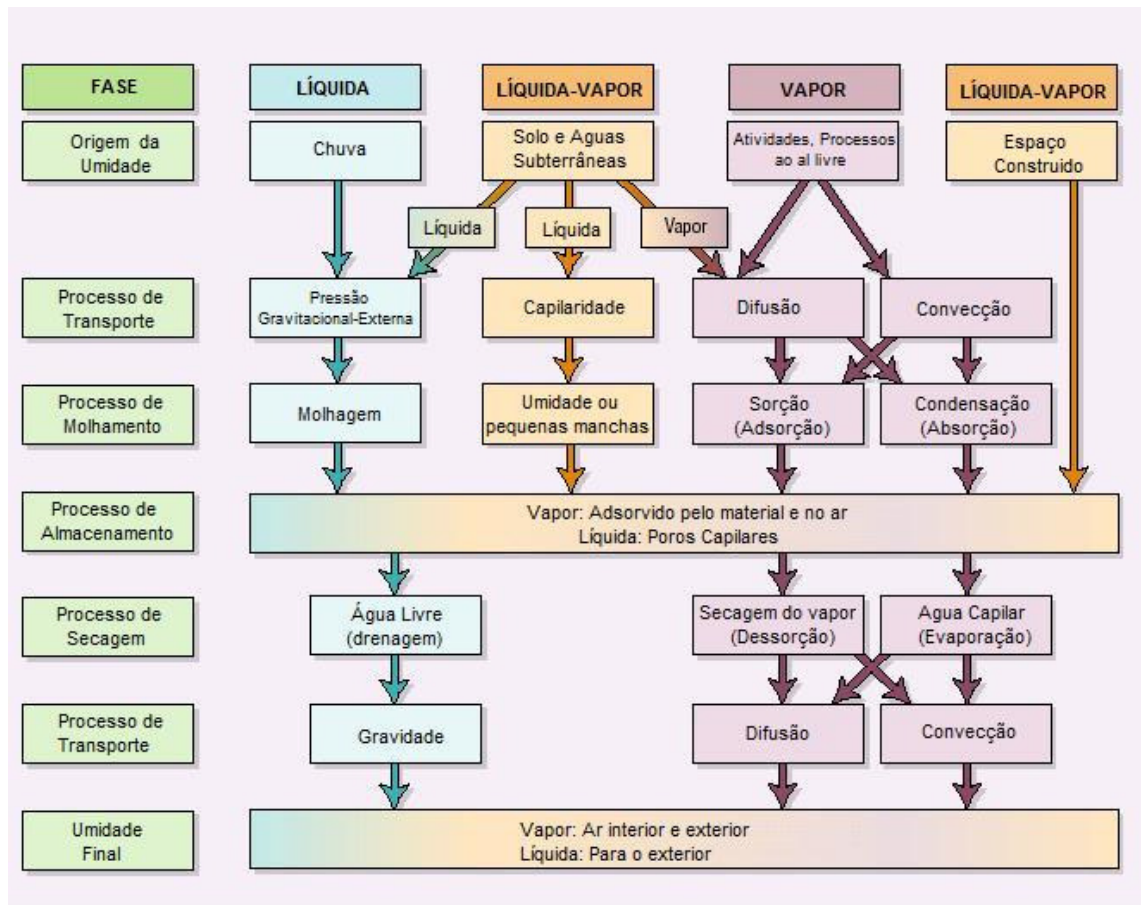 FASE
LÍQUIDA
LÍQUIDA-VAPOR
VAPOR
LÍQUIDA-VAPOR
Origem da
Umidade
Chuva
Solo e Aguas
Subterrâneas
Atividades, Processos
ao al livre
Espaço
Construido
Líquida
Líquida
Vapor
Processo de
Transporte
Pressão
Gravitacional-Externa
Capilaridade
Difusão
Convecção
Processo de
Molhamento
Molhagem
Umidade ou
pequenas manchas
Sorção
(Adsorção)
Condensação
(Absorção)
Processo de
Almacenamento
Vapor: Adsorvido pelo material e no ar
Líquida: Poros Capilares
Processo de
Secagem
Água Livre
(drenagem)
Secagem do vapor
(Dessorção)
Agua Capilar
(Evaporação)
Processo de
Transporte
Gravidade
Difusão
Convecção
Umidade
Final
Vapor: Ar interior e exterior
Líquida: Para o exterior